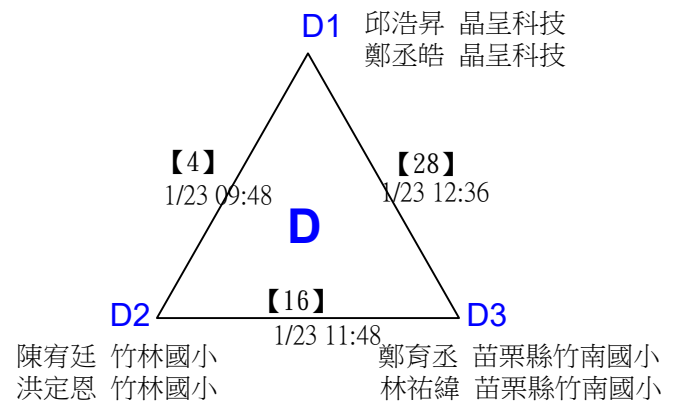 D1 邱浩昇 晶呈科技
鄭丞皓 晶呈科技
【4】
1/23 09:48
【28】
1/23 12:36
D
【16】
1/23 11:48
D2
D3
陳宥廷 竹林國小
洪定恩 竹林國小
鄭育丞 苗栗縣竹南國小
林祐緯 苗栗縣竹南國小